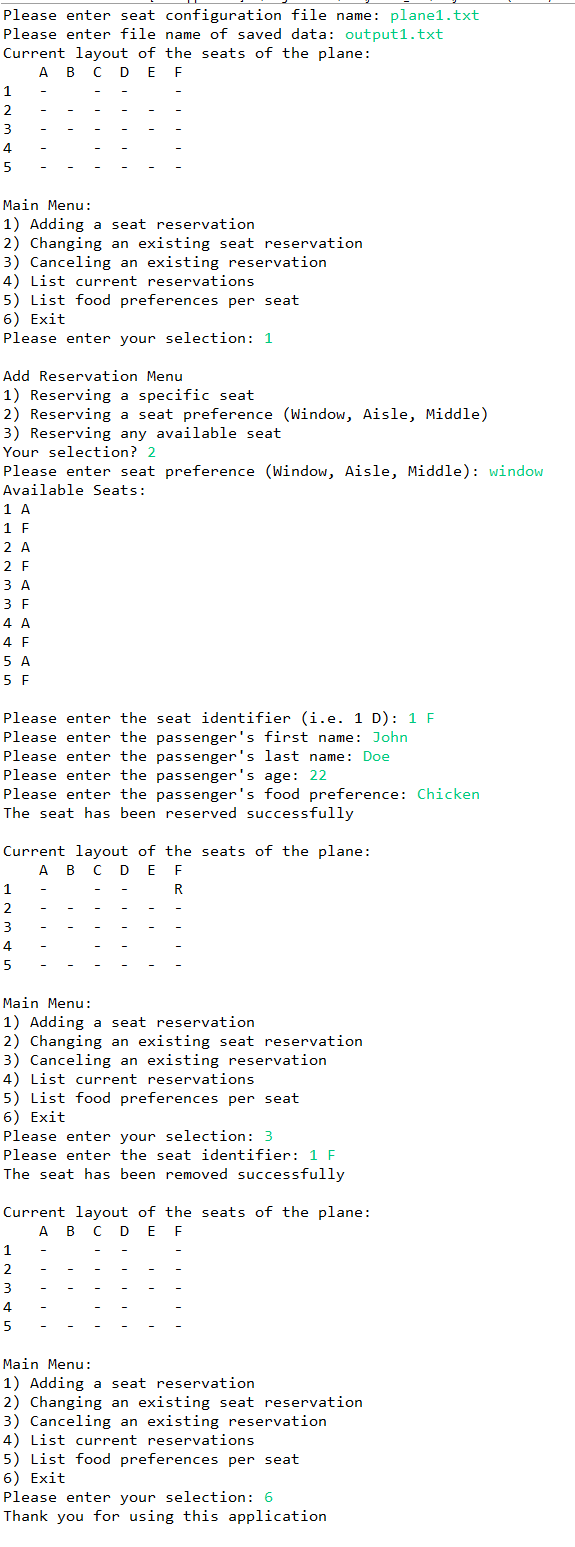 Please enter seat configuration file name: plane1.txt
Please enter file name of saved data: output1.txt
Current layout of the seats of the plane:
    A  B  C  D  E  F
1   -     -  -     -
2   -  -  -  -  -  -
3   -  -  -  -  -  -
4   -     -  -     -
5   -  -  -  -  -  -

Main Menu:
1) Adding a seat reservation
2) Changing an existing seat reservation
3) Canceling an existing reservation
4) List current reservations
5) List food preferences per seat
6) Exit
Please enter your selection: 1

Add Reservation Menu
1) Reserving a specific seat
2) Reserving a seat preference (Window, Aisle, Middle)
3) Reserving any available seat
Your selection? 2
Please enter seat preference (Window, Aisle, Middle): window
Available Seats:
1 A
1 F
2 A
2 F
3 A
3 F
4 A
4 F
5 A
5 F

Please enter the seat identifier (i.e. 1 D): 1 F
Please enter the passenger's first name: John
Please enter the passenger's last name: Doe
Please enter the passenger's age: 22
Please enter the passenger's food preference: Chicken
The seat has been reserved successfully

Current layout of the seats of the plane:
    A  B  C  D  E  F
1   -     -  -     R
2   -  -  -  -  -  -
3   -  -  -  -  -  -
4   -     -  -     -
5   -  -  -  -  -  -

Main Menu:
1) Adding a seat reservation
2) Changing an existing seat reservation
3) Canceling an existing reservation
4) List current reservations
5) List food preferences per seat
6) Exit
Please enter your selection: 3
Please enter the seat identifier: 1 F
The seat has been removed successfully

Current layout of the seats of the plane:
    A  B  C  D  E  F
1   -     -  -     -
2   -  -  -  -  -  -
3   -  -  -  -  -  -
4   -     -  -     -
5   -  -  -  -  -  -

Main Menu:
1) Adding a seat reservation
2) Changing an existing seat reservation
3) Canceling an existing reservation
4) List current reservations
5) List food preferences per seat
6) Exit
Please enter your selection: 6
Thank you for using this application